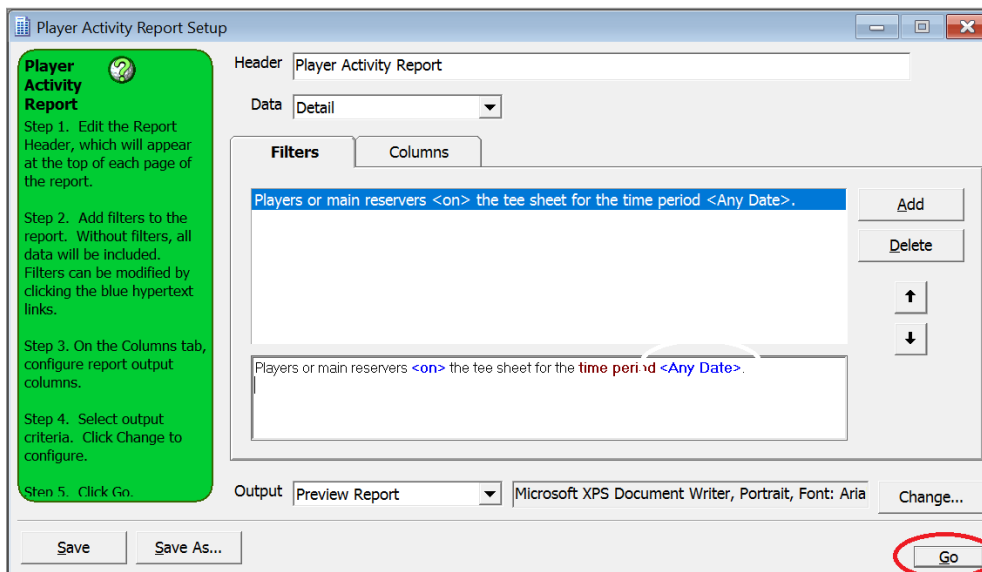 Player Activity Report Setup
Player
Activity
Report
Step 1. Edit the Report
Header, which will appear
at the top of each page of
the report.
Step 2. Add filters to the
report. Without filters, all
data will be included.
Filters can be modified by
clicking the blue hypertext
links.
Step 3. On the Columns tab,
configure report output
columns.
Step 4. Select output
criteria. Click Change to
configure.
Step 5. Click Go.
Header Player Activity Report
Data Detail
Filters Columns
Players or main reservers <on> the tee sheet for the time period <Any Date>.
Add
Delete
Players or main reservers <on> the tee sheet for the time period <Any Date>.
Output Preview Report Microsoft XPS Document Writer, Portrait, Font: Aria Change...
Save Save As... Go